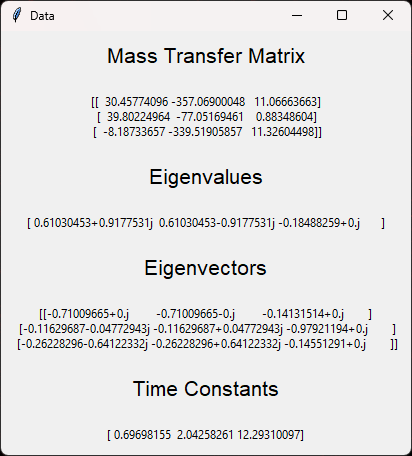 Data
Mass Transfer Matrix
[[  30.45774096 -357.06900048   11.06663663]
[  39.80224964  -77.05169461    0.88348604]
[  -8.18733657 -339.51905857   11.32604498]]
Eigenvalues
[ 0.61030453+0.9177531j  0.61030453-0.9177531j -0.18488259+0.j       ]
Eigenvectors
[[-0.71009665+0.j         -0.71009665-0.j         -0.14131514+0.j        ]
[-0.11629687-0.04772943j -0.11629687+0.04772943j -0.97921194+0.j        ]
[-0.26228296-0.64122332j -0.26228296+0.64122332j -0.14551291+0.j        ]]
Time Constants
[ 0.69698155  2.04258261 12.29310097]